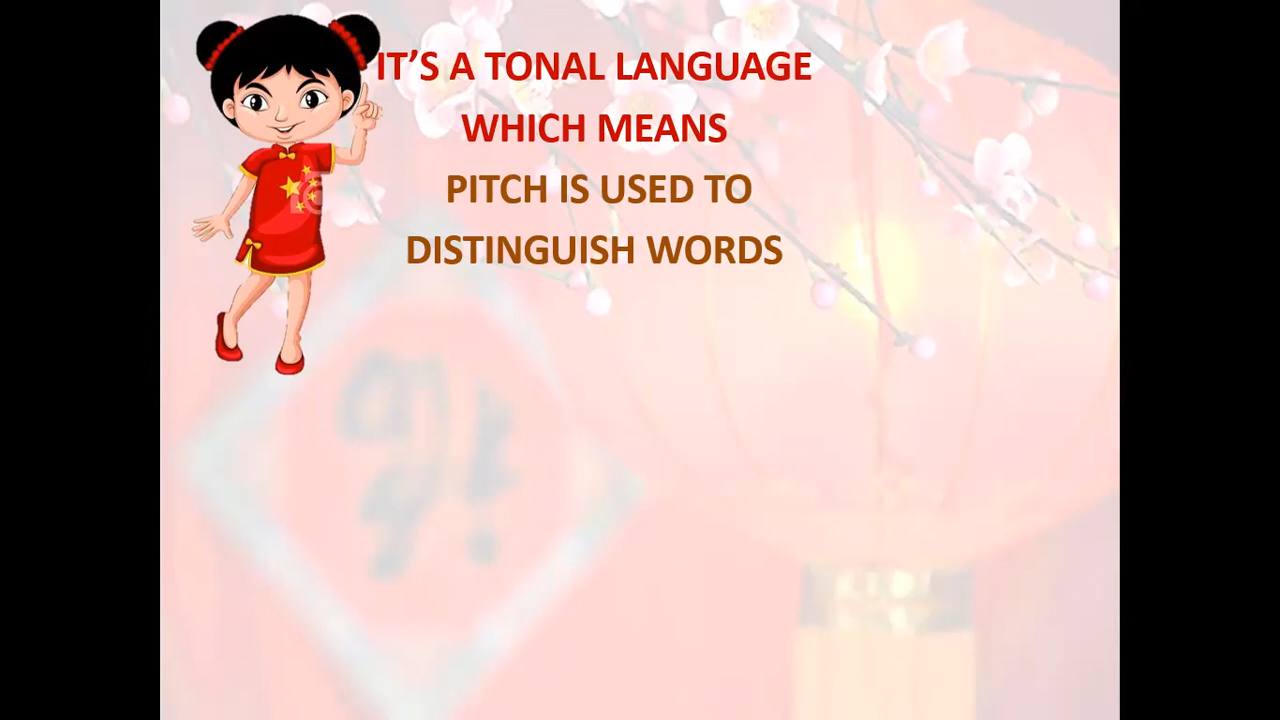 IT’S A TONAL LANGUAGE
WHICH MEANS
PITCH IS USED TO
DISTINGUISH WORDS